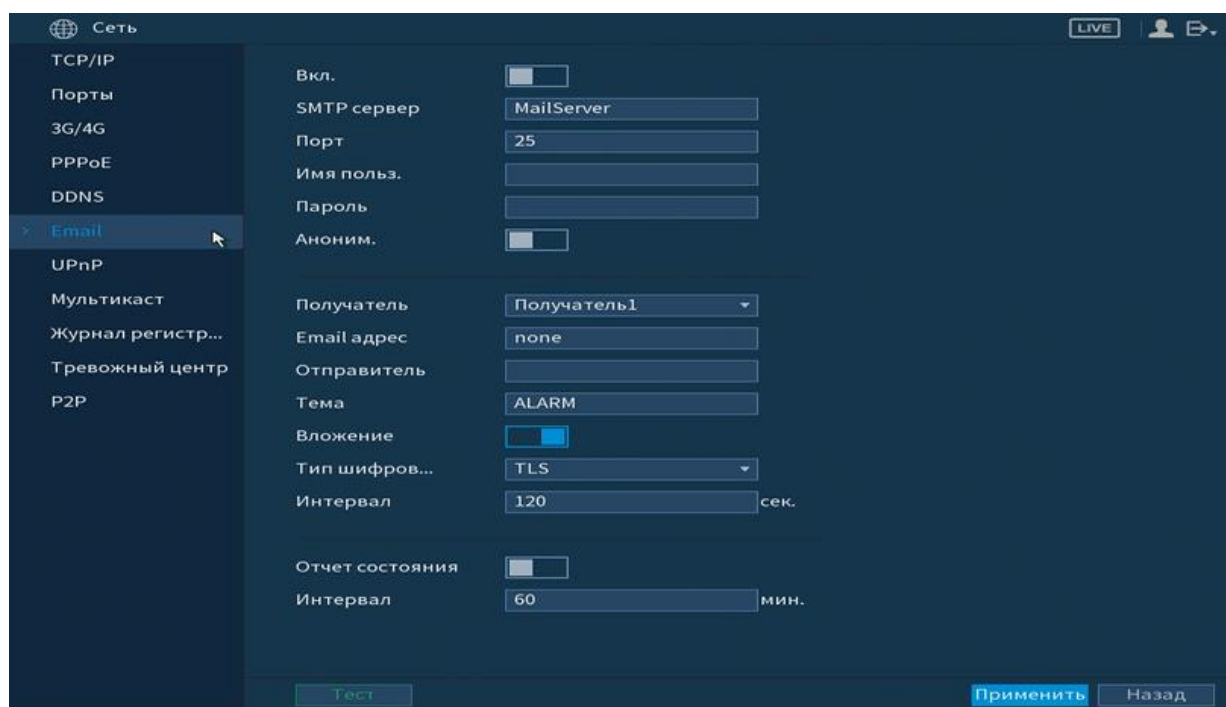 Сеть
LIVE
TCP/IP
Порты
3G/4G
PPPoE
DDNS
Email
UPnP
Мультикаст
Журнал регистр...
Тревожный центр
P2P
Вкл.
SMTP сервер MailServer
Порт 25
Имя польз.
Пароль
Аноним.
Получатель Получатель1
Email адрес none
Отправитель
Тема ALARM
Вложение
Тип шифров... TLS
Интервал 120 сек.
Отчет состояния
Интервал 60 мин.
Тест Применить Назад